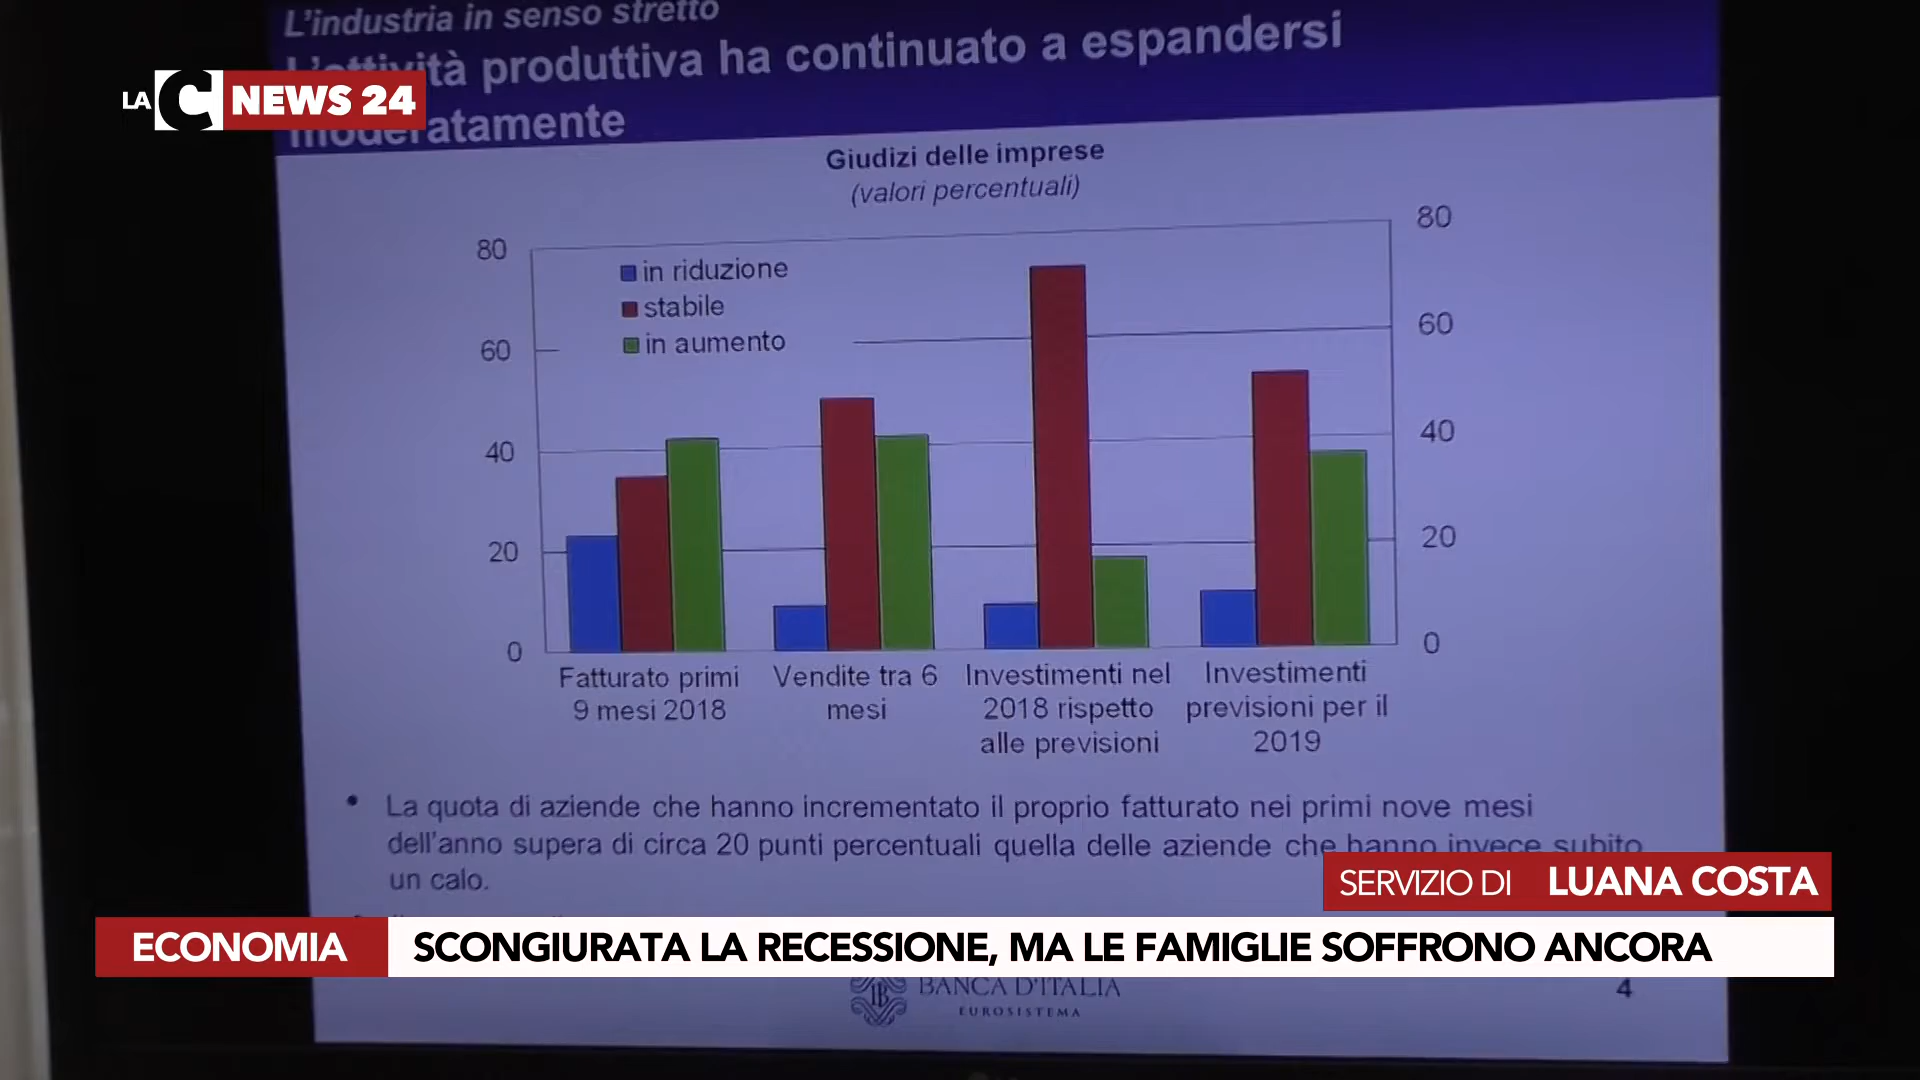 L'industria in senso stretto
L'attività produttiva ha continuato a espandersi
moderatamente
LA C NEWS 24
Giudizi delle imprese
(valori percentuali)
80
60
40
20
0
in riduzione
stabile
in aumento
80
60
40
20
0
Fatturato primi
9 mesi 2018
Vendite tra 6
mesi
Investimenti nel
2018 rispetto
alle previsioni
Investimenti
previsioni per il
2019
• La quota di aziende che hanno incrementato il proprio fatturato nei primi nove mesi
dell'anno supera di circa 20 punti percentuali quella delle aziende che hanno invece subito
un calo.
SERVIZIO DI LUANA COSTA
ECONOMIA SCONGIURATA LA RECESSIONE, MA LE FAMIGLIE SOFFRONO ANCORA
BANCA D'ITALIA
EUROSISTEMA
4